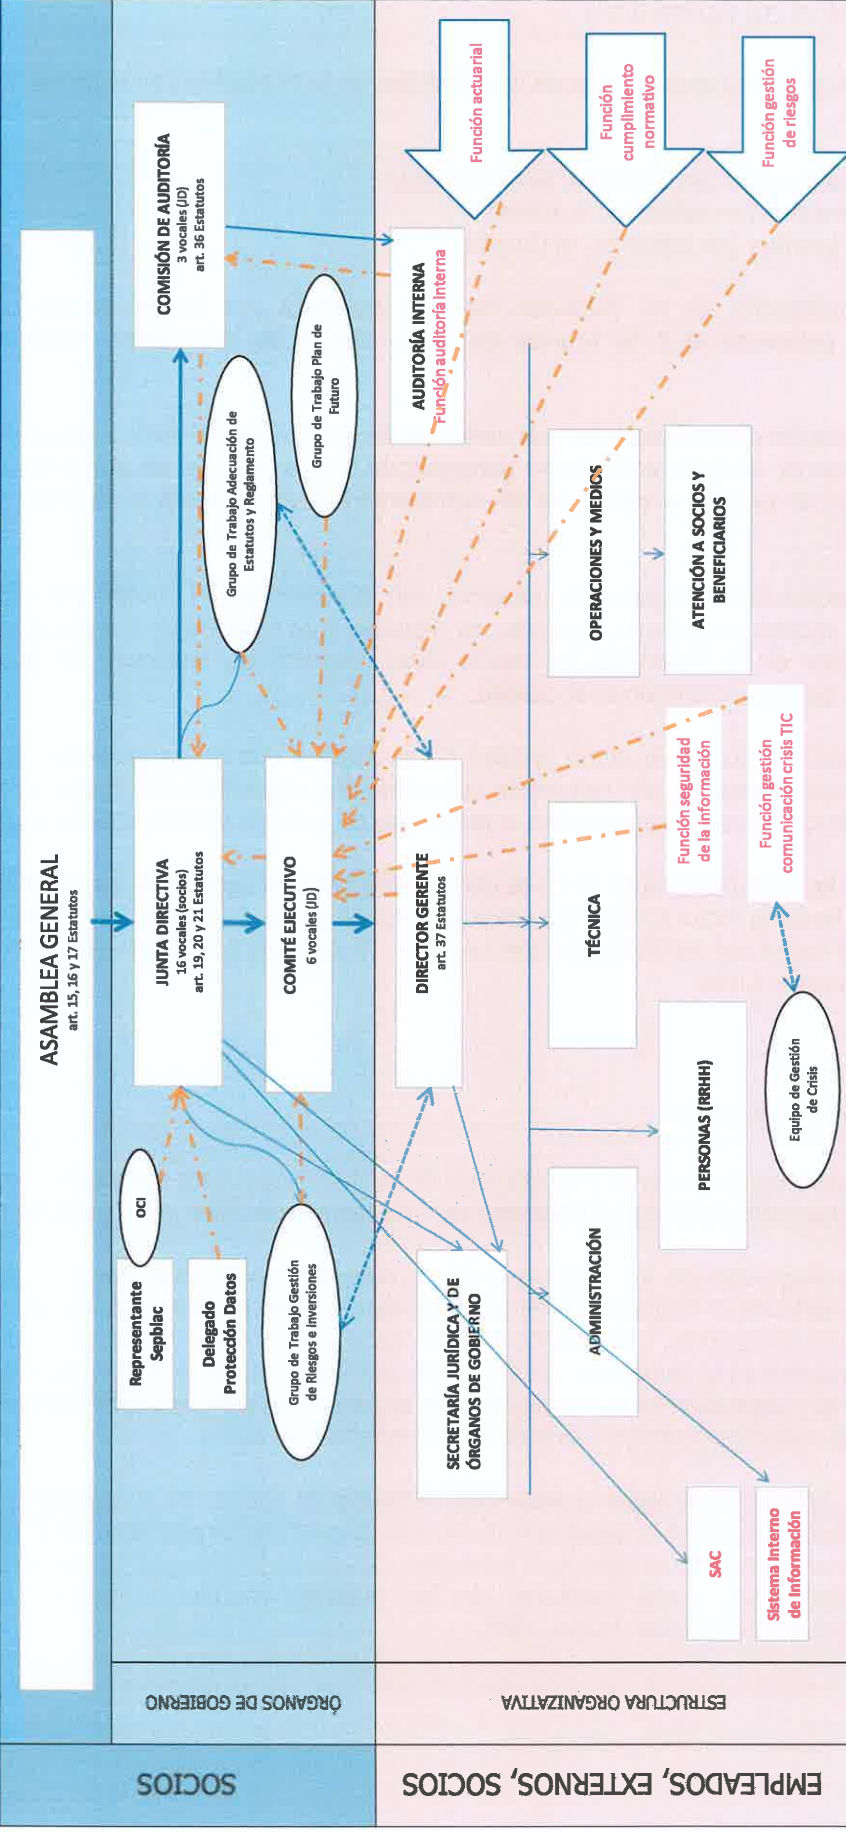 ASAMBLEA GENERAL
art. 15, 16 y 17 Estatutos
SOCIOS
ÓRGANOS DE GOBIERNO
Representante
Sepblac
OCI
Delegado
Protección Datos
Grupo de Trabajo Gestión
de Riesgos e Inversiones
JUNTA DIRECTIVA
16 vocales (socios)
art. 19, 20 y 21 Estatutos
COMITÉ EJECUTIVO
6 vocales (JD)
COMISIÓN DE AUDITORÍA
3 vocales (JD)
art. 36 Estatutos
Grupo de Trabajo Adecuación de
Estatutos y Reglamento
Grupo de Trabajo Plan de
Futuro
EMPLEADOS, EXTERNOS, SOCIOS
ESTRUCTURA ORGANIZATIVA
DIRECTOR GERENTE
art. 37 Estatutos
AUDITORÍA INTERNA
Función auditoría interna
Función actuarial
Función
cumplimiento
normativo
Función gestión
de riesgos
SECRETARÍA JURÍDICA Y DE
ÓRGANOS DE GOBIERNO
ADMINISTRACIÓN
TÉCNICA
OPERACIONES Y MEDIOS
PERSONAS (RRHH)
ATENCIÓN A SOCIOS Y
BENEFICIARIOS
Función seguridad
de la información
Función gestión
comunicación crisis TIC
Equipo de Gestión
de Crisis
SAC
Sistema Interno
de Información